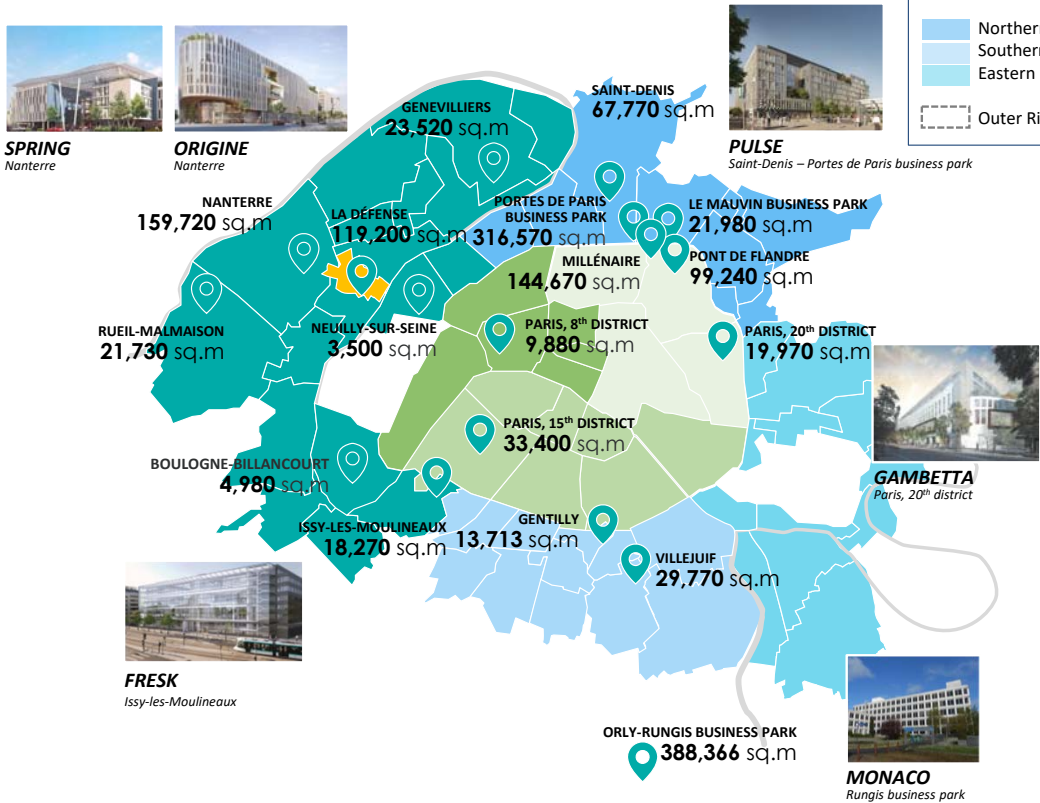 Northern
Southern
Eastern
Outer Ri
SPRING
Nanterre
ORIGINE
Nanterre
PULSE
Saint-Denis – Portes de Paris business park
GENEVILLIERS
23,520 sq.m
SAINT-DENIS
67,770 sq.m
NANTERRE
159,720 sq.m
LA DÉFENSE
119,200 sq.m
PORTES DE PARIS
BUSINESS PARK
316,570 sq.m
LE MAUVIN BUSINESS PARK
21,980 sq.m
MILLÉNAIRE
144,670 sq.m
PONT DE FLANDRE
99,240 sq.m
RUEIL-MALMAISON
21,730 sq.m
NEUILLY-SUR-SEINE
3,500 sq.m
PARIS, 8th DISTRICT
9,880 sq.m
PARIS, 20th DISTRICT
19,970 sq.m
PARIS, 15th DISTRICT
33,400 sq.m
BOULOGNE-BILLANCOURT
4,980 sq.m
GAMBETTA
Paris, 20th district
ISSY-LES-MOULINEAUX
18,270 sq.m
GENTILLY
13,713 sq.m
VILLEJUIF
29,770 sq.m
FRESK
Issy-les-Moulineaux
ORLY-RUNGIS BUSINESS PARK
388,366 sq.m
MONACO
Rungis business park